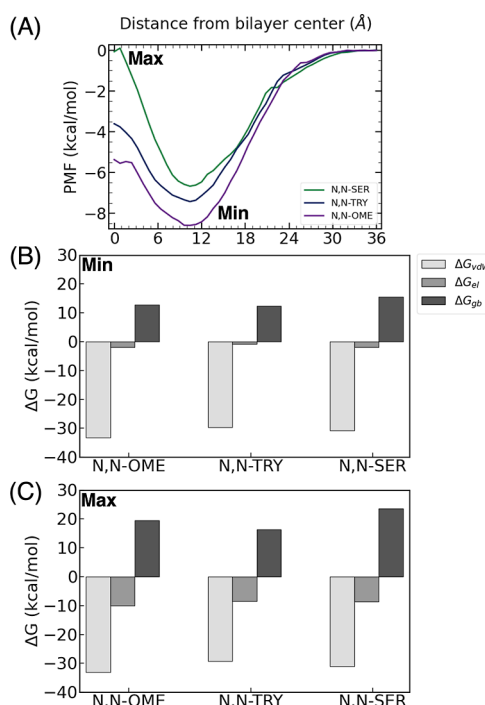 (A)
Distance from bilayer center (Å)
Max
Min
PMF (kcal/mol)
0
−2
−4
−6
−8
0 6 12 18 24 30 36
N,N-SER
N,N-TRY
N,N-OME
(B)
Min
ΔG (kcal/mol)
30
20
10
0
−10
−20
−30
−40
N,N-OME N,N-TRY N,N-SER
ΔG_vdW
ΔG_el
ΔG_gb
(C)
Max
ΔG (kcal/mol)
30
20
10
0
−10
−20
−30
−40
N,N-OME N,N-TRY N,N-SER